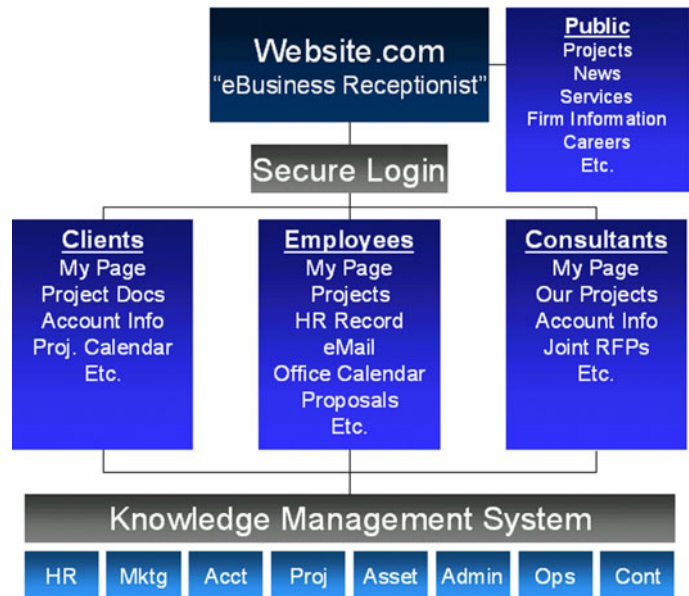 Website.com
“eBusiness Receptionist”
Public
Projects
News
Services
Firm Information
Careers
Etc.
Secure Login
Clients
My Page
Project Docs
Account Info
Proj. Calendar
Etc.
Employees
My Page
Projects
HR Record
eMail
Office Calendar
Proposals
Etc.
Consultants
My Page
Our Projects
Account Info
Joint RFPs
Etc.
Knowledge Management System
HR
Mktg
Acct
Proj
Asset
Admin
Ops
Cont